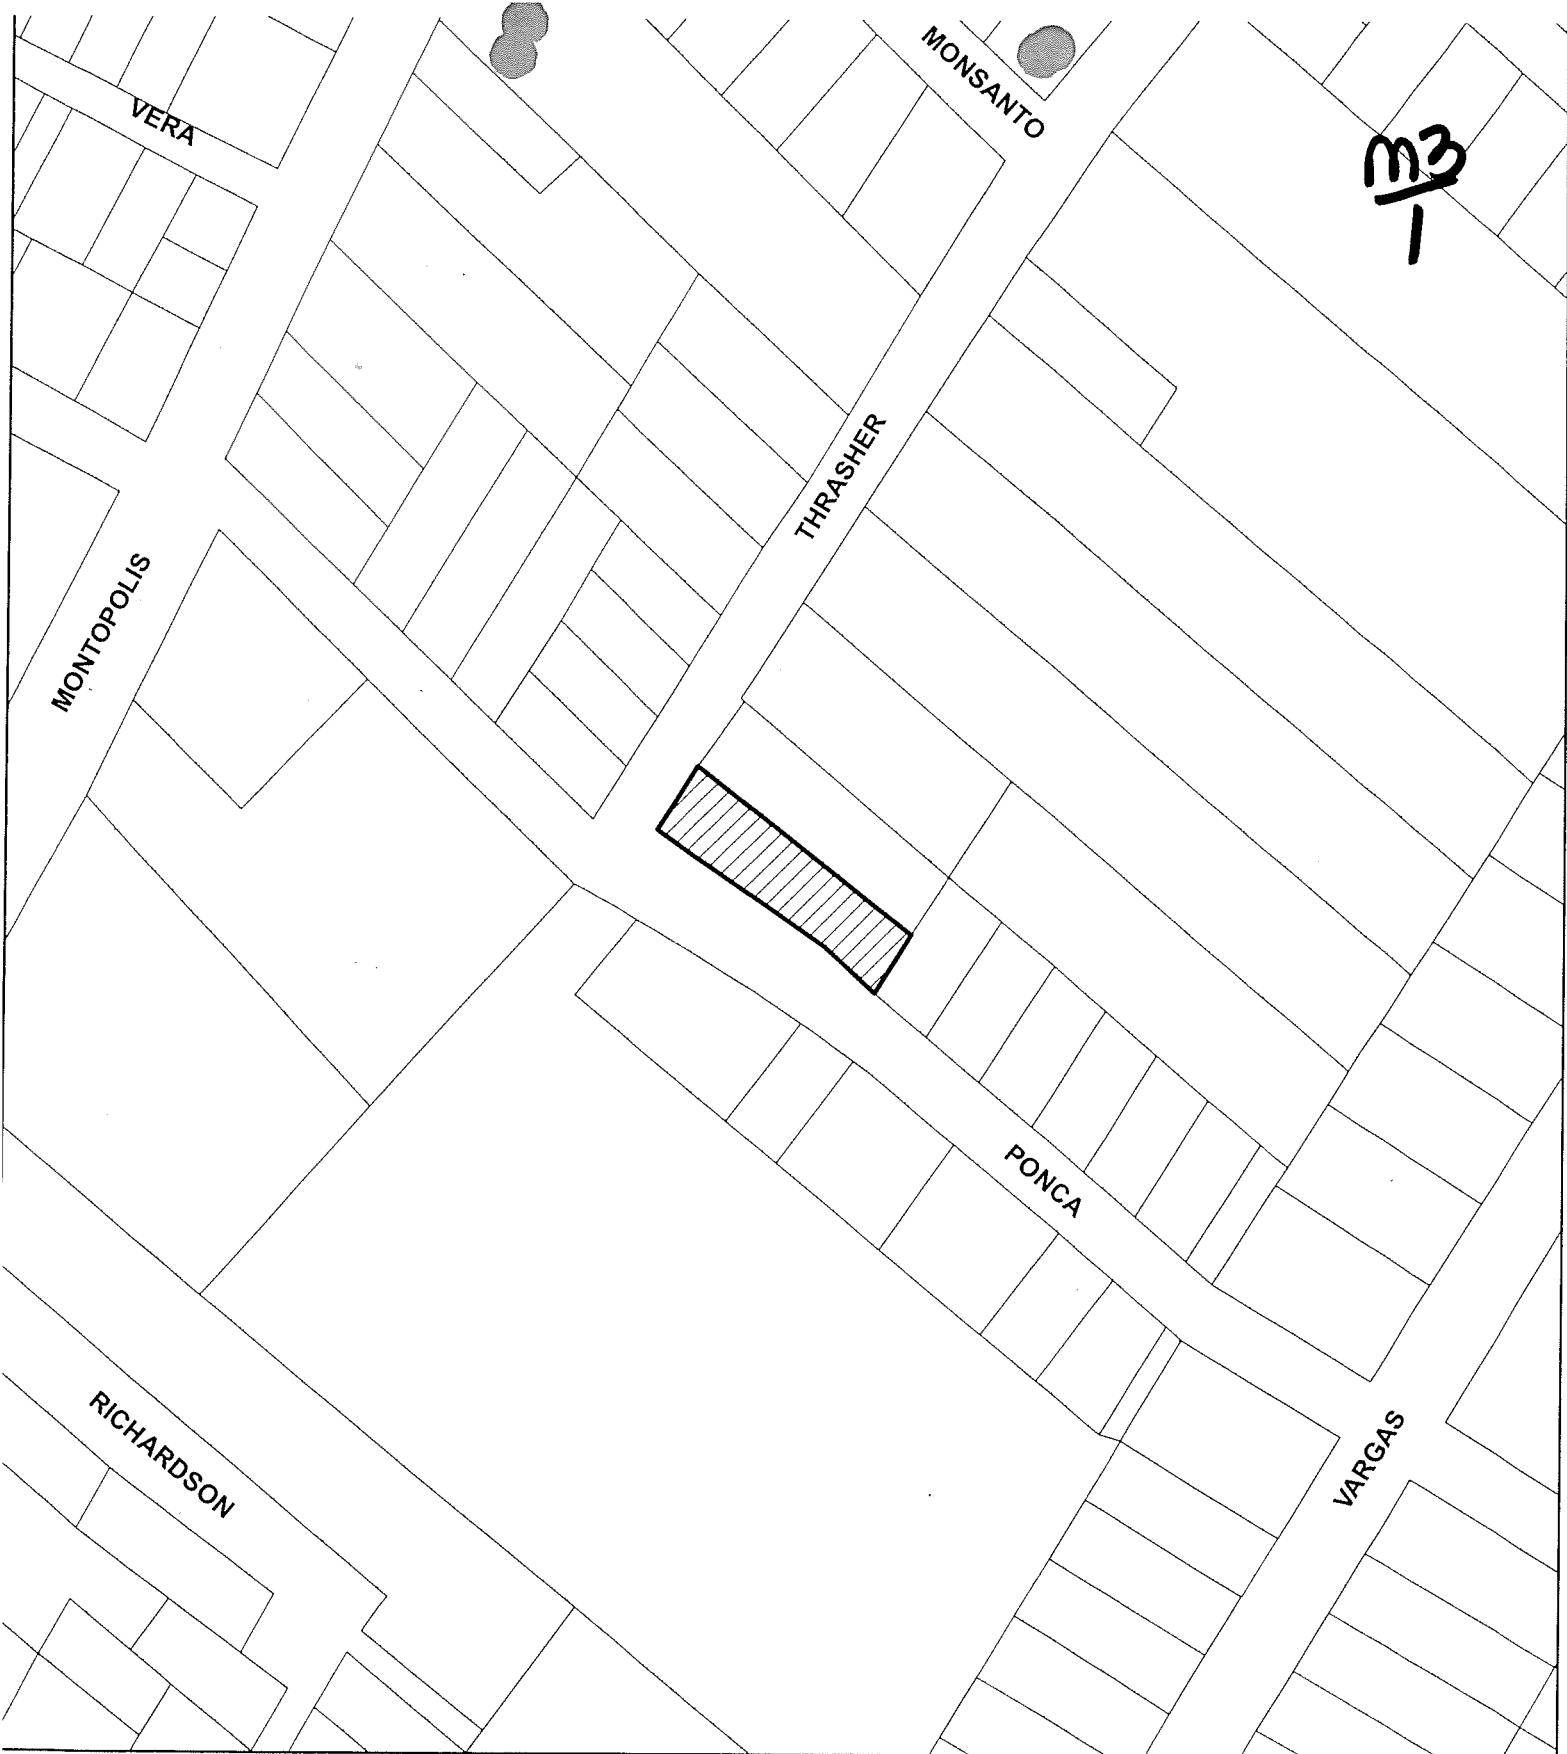 MONSANTO
VERA
m3
1
THRASHER
MONTOPOLIS
PONCA
RICHARDSON
VARGAS